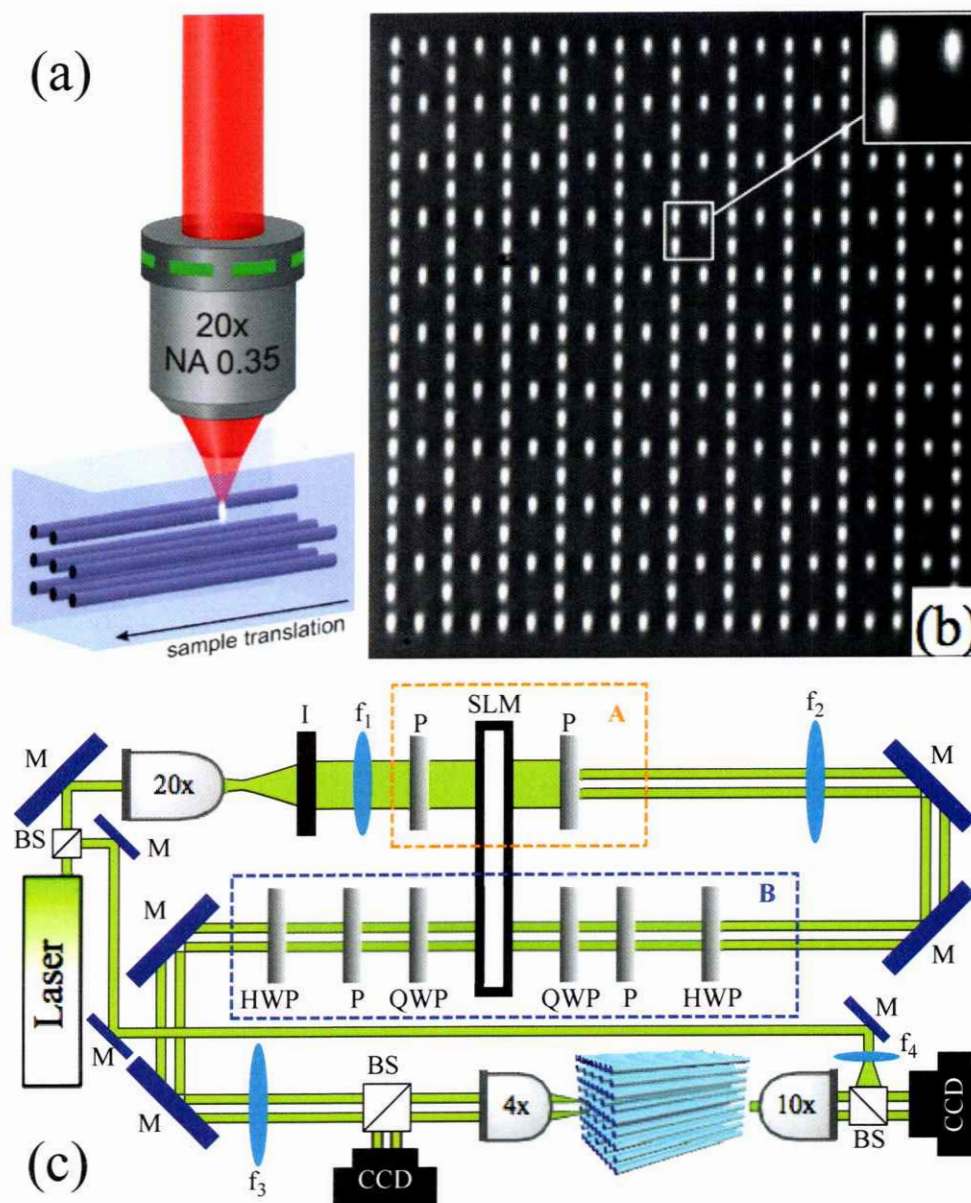 (a)
20x
NA 0.35
sample translation
(b)
SLM
A
I
f1
P
P
f2
M
20x
M
BS
M
Laser
M
B
HWP
P
QWP
QWP
P
HWP
M
M
M
f4
BS
BS
4x
10x
CCD
M
f3
CCD
(c)